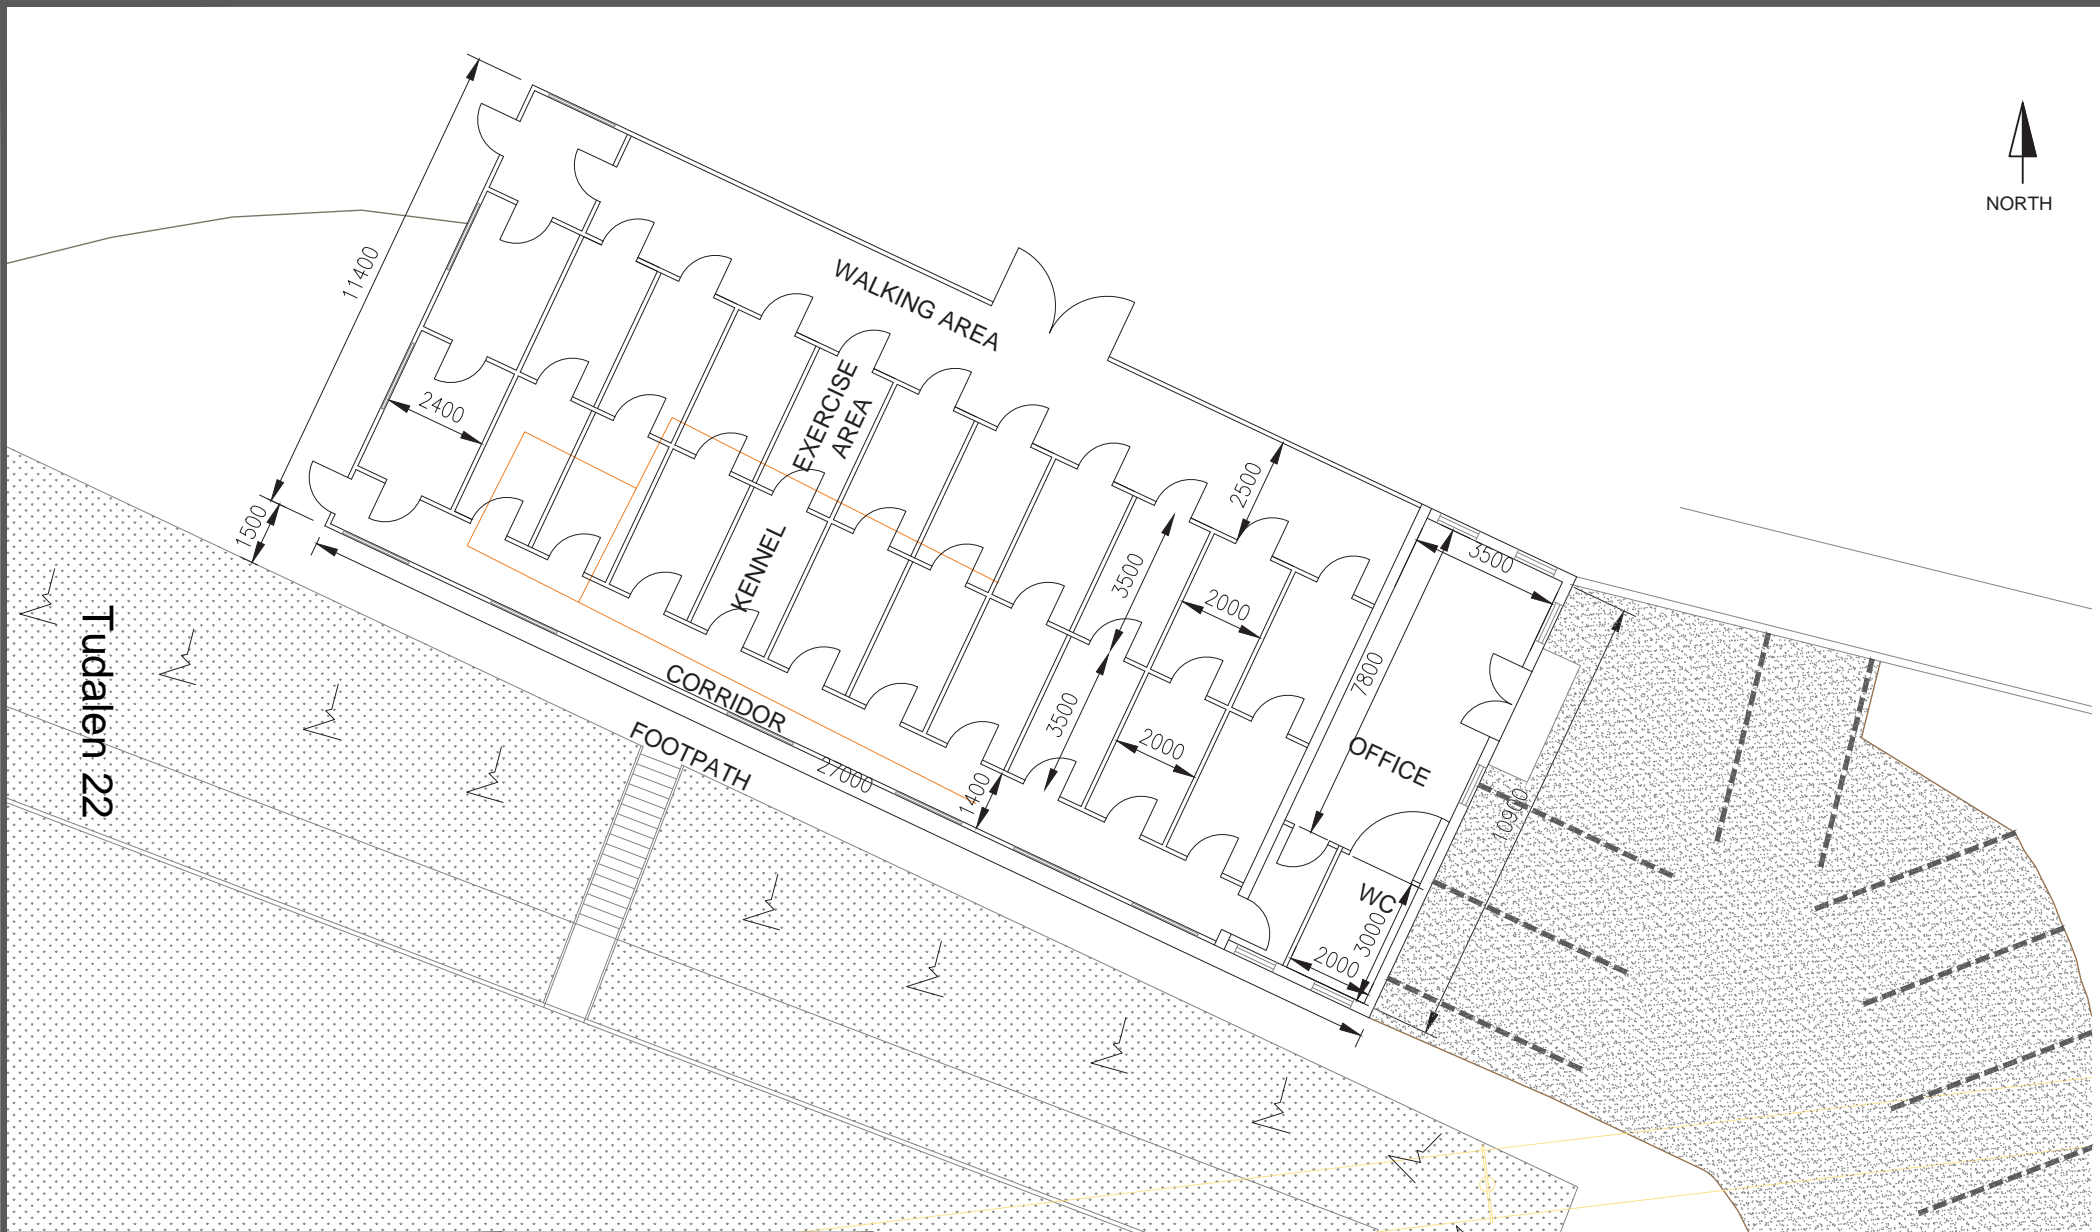 NORTH
11400
WALKING AREA
EXERCISE
AREA
2400
2500
3500
3500
2000
1500
KENNEL
7800
3500
2000
CORRIDOR
OFFICE
FOOTPATH
27000
1400
10900
WC
3000
2000
Tudalen 22